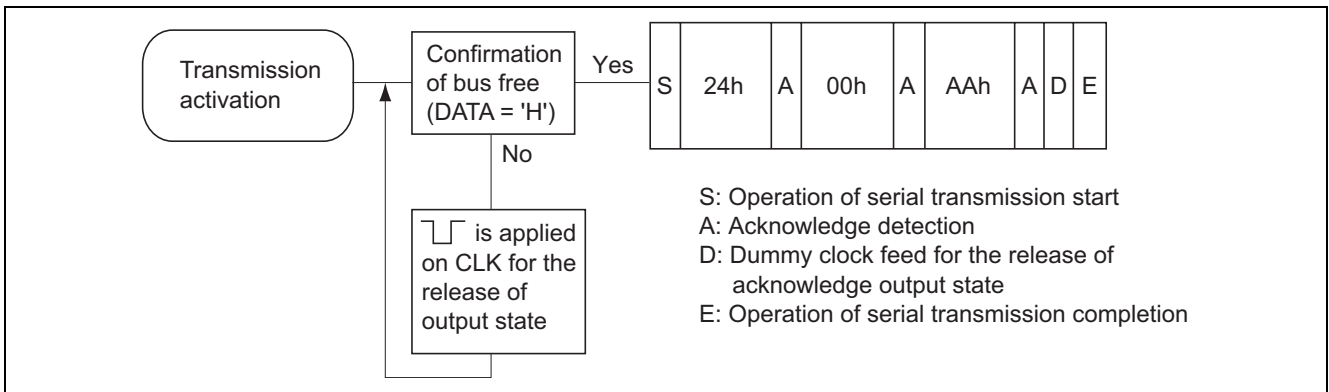 Transmission
activation
Confirmation
of bus free
(DATA = 'H')
Yes
No
is applied
on CLK for the
release of
output state
S 24h A 00h A AAh A D E
S: Operation of serial transmission start
A: Acknowledge detection
D: Dummy clock feed for the release of
acknowledge output state
E: Operation of serial transmission completion